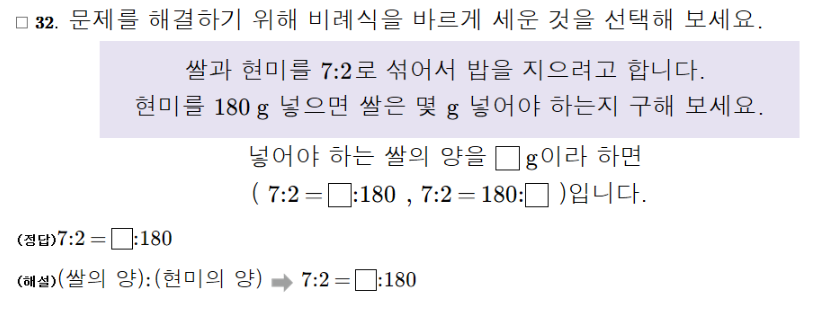 □ 32. 문제를 해결하기 위해 비례식을 바르게 세운 것을 선택해 보세요.
쌀과 현미를 7:2로 섞어서 밥을 지으려고 합니다.
현미를 180 g 넣으면 쌀은 몇 g 넣어야 하는지 구해 보세요.
넣어야 하는 쌀의 양을 □g이라 하면
( 7:2 = □:180 , 7:2 = 180:□ )입니다.
(정답)7:2 = □:180
(해설)(쌀의 양):(현미의 양) ➡ 7:2 = □:180